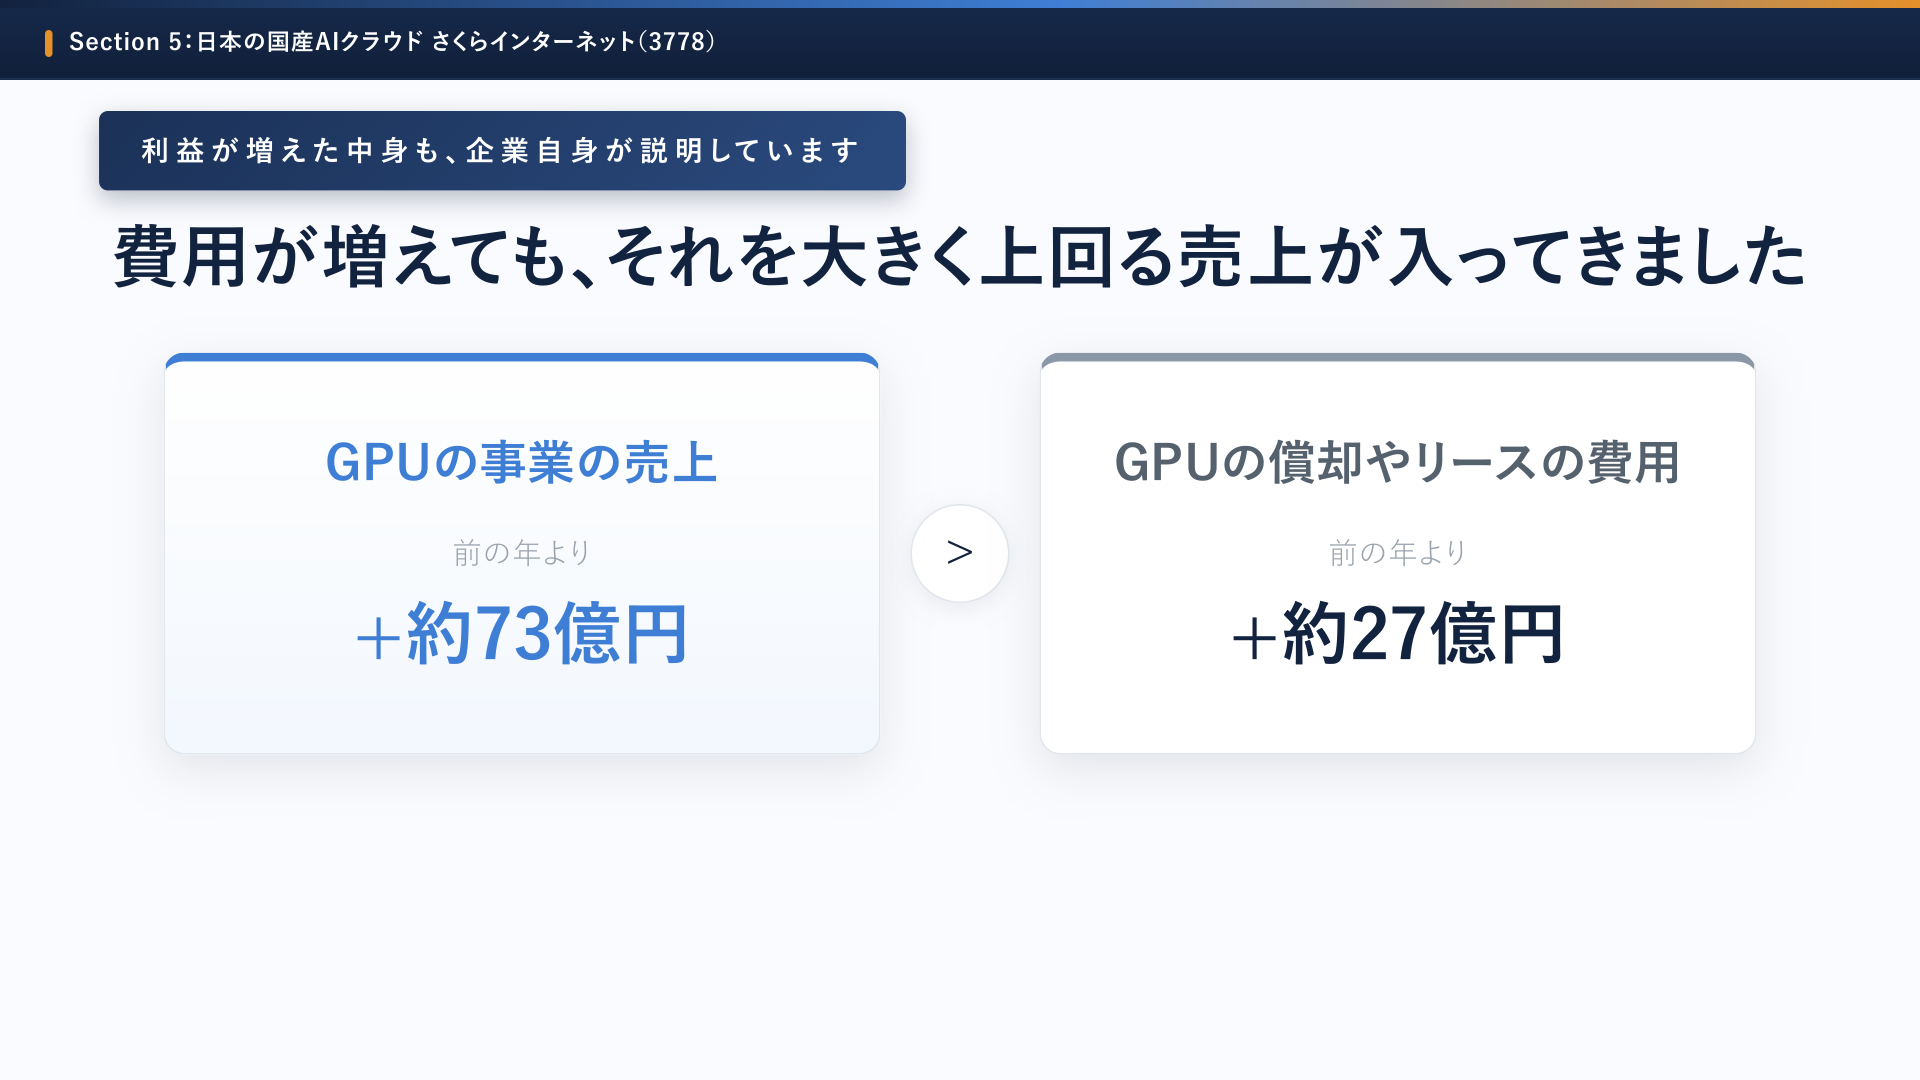 Section 5：日本の国産AIクラウド さくらインターネット（3778）
利益が増えた中身も、企業自身が説明しています
費用が増えても、それを大きく上回る売上が入ってきました
GPUの事業の売上
前の年より
＋約73億円
＞
GPUの償却やリースの費用
前の年より
＋約27億円